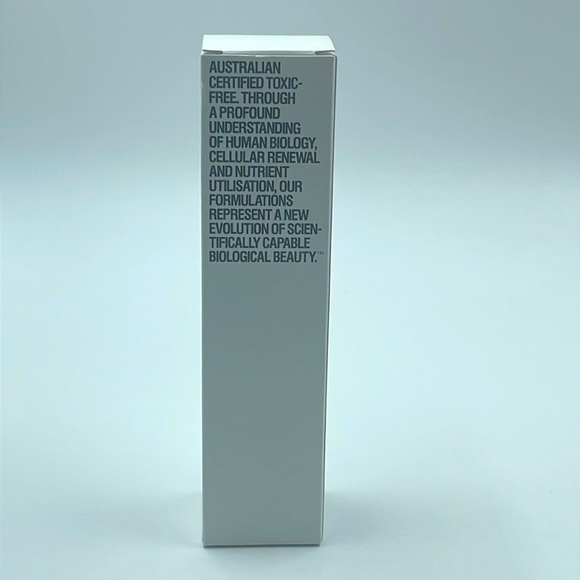 AUSTRALIAN
CERTIFIED TOXIC-
FREE. THROUGH
A PROFOUND
UNDERSTANDING
OF HUMAN BIOLOGY,
CELLULAR RENEWAL
AND NUTRIENT
UTILISATION, OUR
FORMULATIONS
REPRESENT A NEW
EVOLUTION OF SCIEN-
TIFICALLY CAPABLE
BIOLOGICAL BEAUTY.™